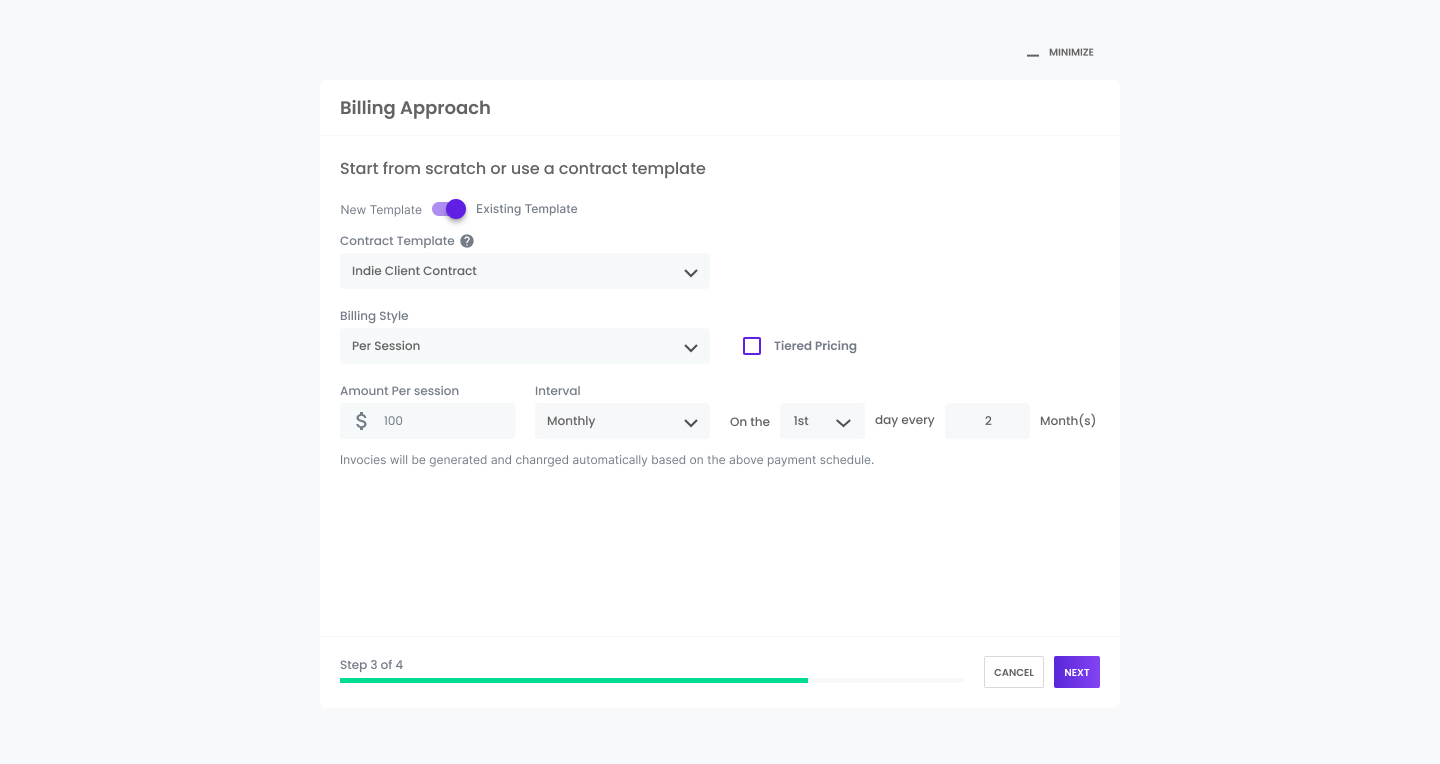 MINIMIZE
Billing Approach
Start from scratch or use a contract template
New Template Existing Template
Contract Template ?
Indie Client Contract
Billing Style
Per Session Tiered Pricing
Amount Per session Interval
$ 100 Monthly On the 1st day every 2 Month(s)
Invocies will be generated and chanrged automatically based on the above payment schedule.
Step 3 of 4
CANCEL NEXT